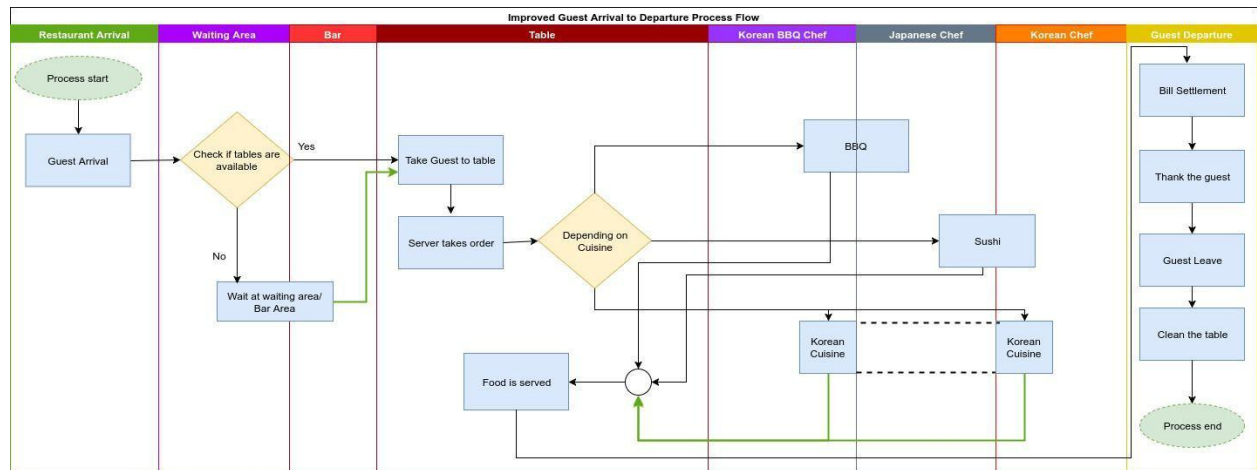 Improved Guest Arrival to Departure Process Flow
Restaurant Arrival
Waiting Area
Bar
Table
Korean BBQ Chef
Japanese Chef
Korean Chef
Guest Departure
Process start
Guest Arrival
Check if tables are
available
Yes
No
Wait at waiting area/
Bar Area
Take Guest to table
Server takes order
Depending on
Cuisine
BBQ
Sushi
Korean
Cuisine
Korean
Cuisine
Food is served
Bill Settlement
Thank the guest
Guest Leave
Clean the table
Process end